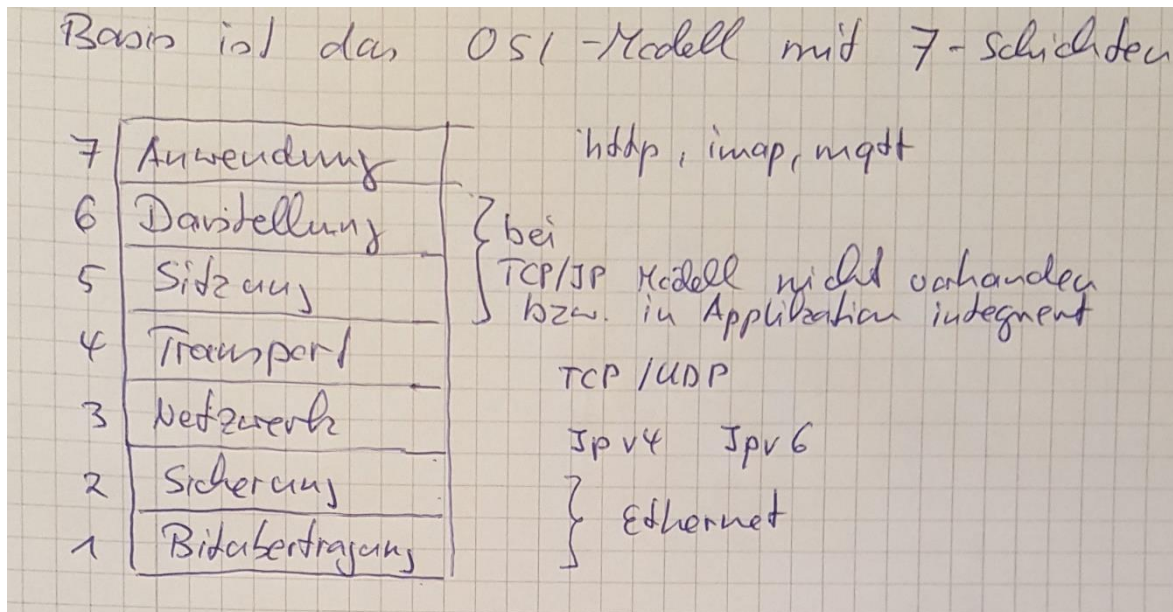 Basis ist das OSI-Modell mit 7-Schichten
7 Anwendung http, imap, mqtt
6 Darstellung } bei
5 Sitzung TCP/IP Modell nicht vorhanden
bzw. in Applikation integriert
4 Transport TCP/UDP
3 Netzwerk Ipv4 Ipv6
2 Sicherung } Ethernet
1 Bitübertragung